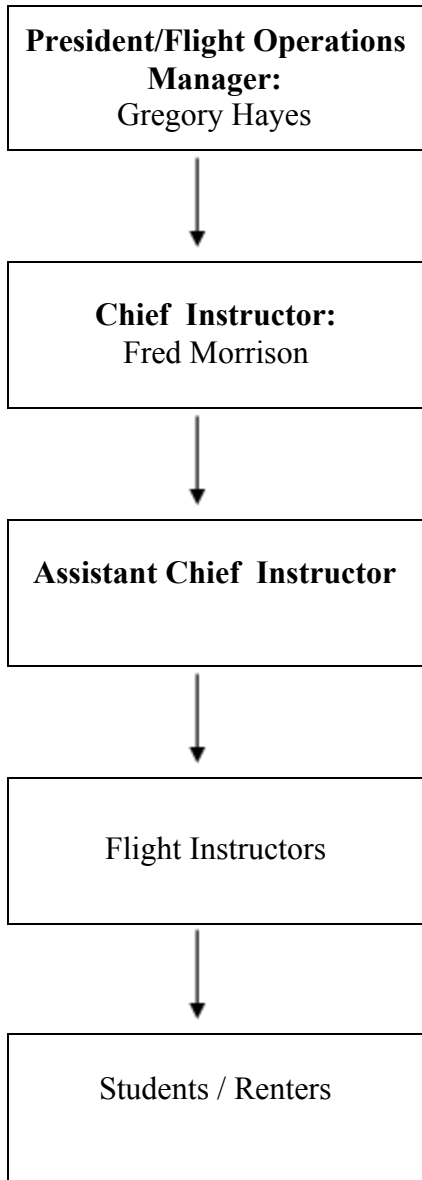 President/Flight Operations
Manager:
Gregory Hayes
Chief Instructor:
Fred Morrison
Assistant Chief Instructor
Flight Instructors
Students / Renters